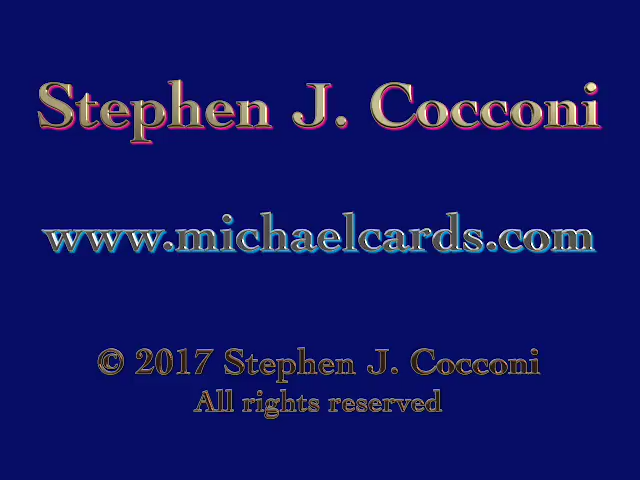 Stephen J. Cocconi
www.michaelcards.com
© 2017 Stephen J. Cocconi
All rights reserved